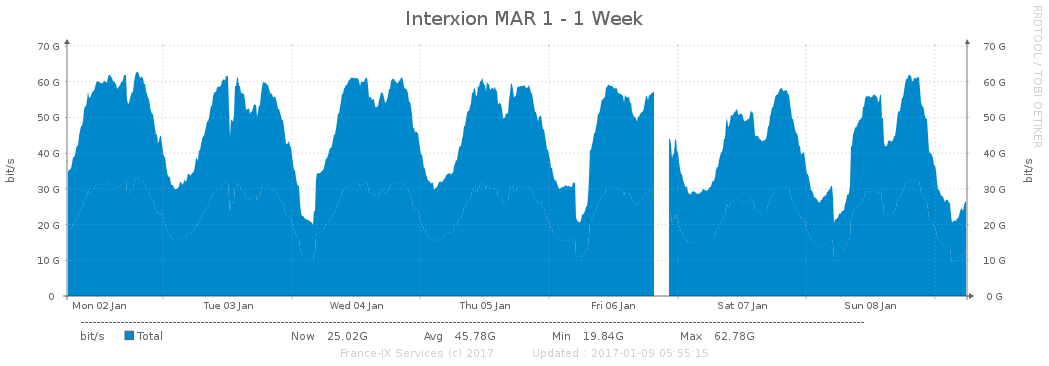 Interxion MAR 1 - 1 Week
RRDTOOL / TOBI OETIKER
70 G 70 G
60 G 60 G
50 G 50 G
40 G 40 G
30 G 30 G
20 G 20 G
10 G 10 G
0 0 G
bit/s
bit/s
Mon 02 Jan Tue 03 Jan Wed 04 Jan Thu 05 Jan Fri 06 Jan Sat 07 Jan Sun 08 Jan
bit/s Total Now 25.02G Avg 45.78G Min 19.84G Max 62.78G
France-IX Services (c) 2017 Updated : 2017-01-09 05:55:15